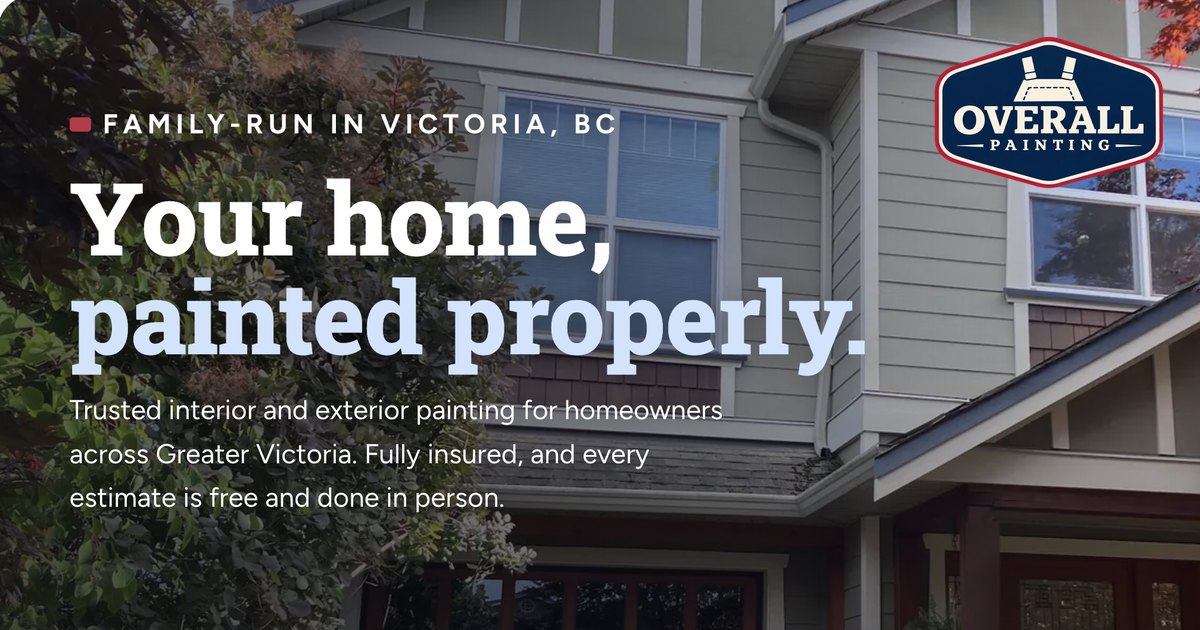 FAMILY-RUN IN VICTORIA, BC
Your home,
painted properly.
Trusted interior and exterior painting for homeowners
across Greater Victoria. Fully insured, and every
estimate is free and done in person.
OVERALL
PAINTING